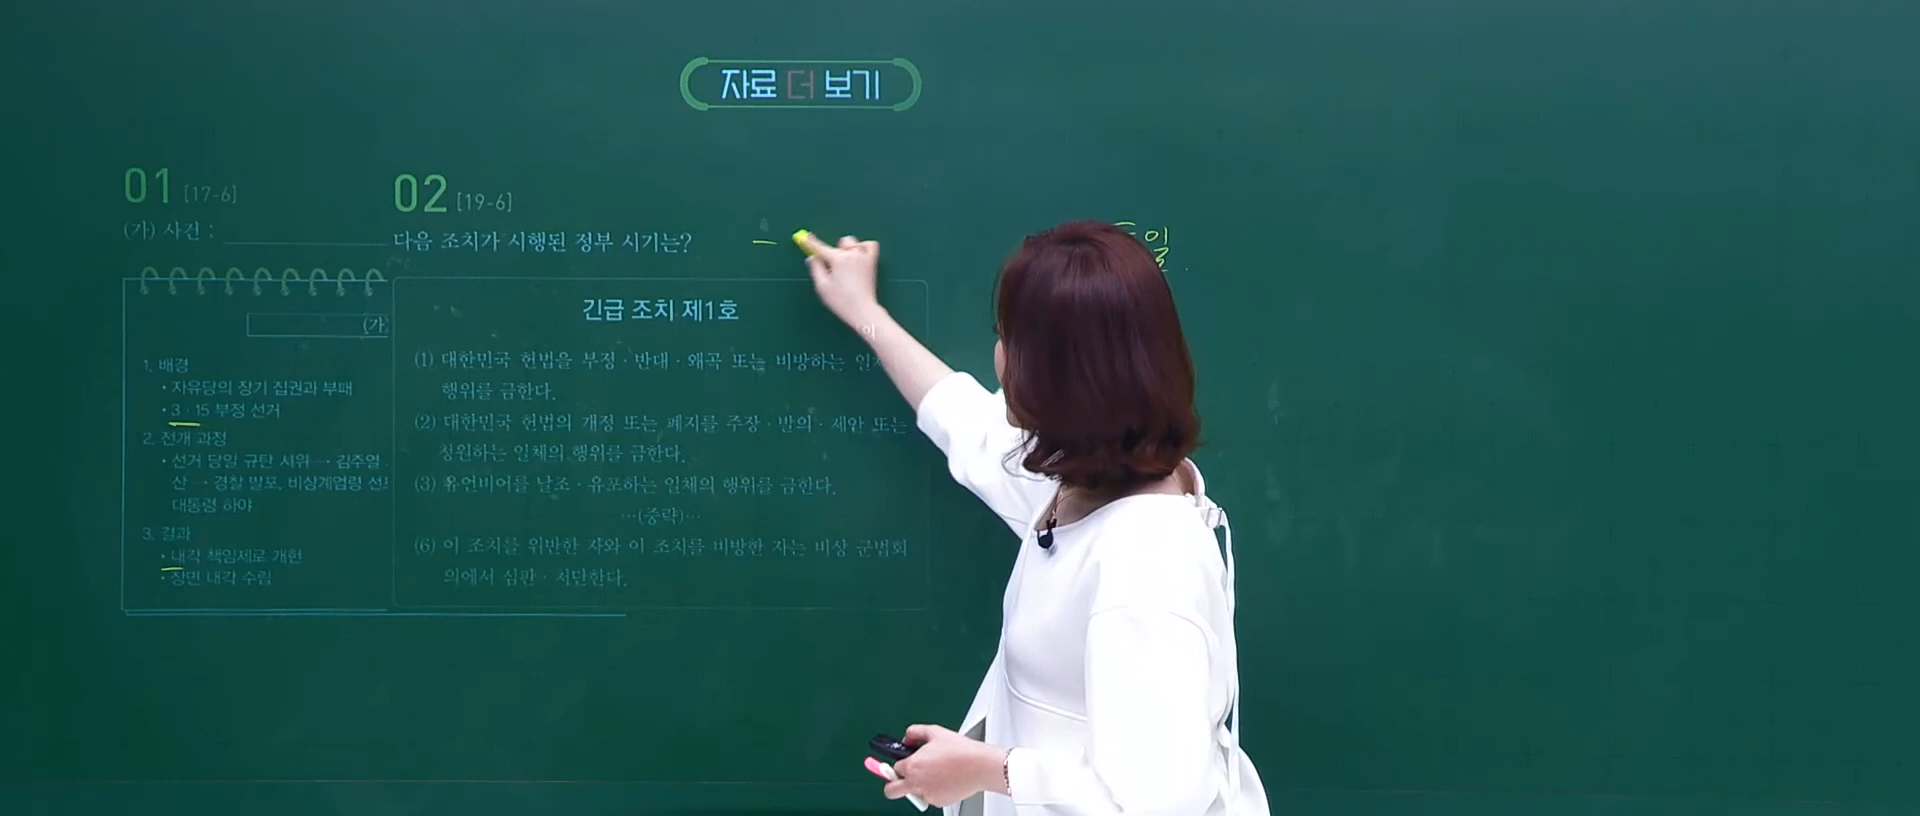 자료 더 보기
01 [17-6]
(가) 사건 :
(가)
1. 배경
• 자유당의 장기 집권과 부패
• 3 · 15 부정 선거
2. 전개 과정
• 선거 당일 규탄 시위 → 김주열
산 → 경찰 발포, 비상계엄령 선포
대통령 하야
3. 결과
• 내각 책임제로 개헌
• 장면 내각 수립
02 [19-6]
다음 조치가 시행된 정부 시기는?
긴급 조치 제1호
(1) 대한민국 헌법을 부정 · 반대 · 왜곡 또는 비방하는
행위를 금한다.
(2) 대한민국 헌법의 개정 또는 폐지를 주장 · 발의 · 제안 또는
청원하는 일체의 행위를 금한다.
(3) 유언비어를 날조 · 유포하는 일체의 행위를 금한다.
…(중략)…
(6) 이 조치를 위반한 자와 이 조치를 비방한 자는 비상 군법회
의에서 심판 · 처단한다.